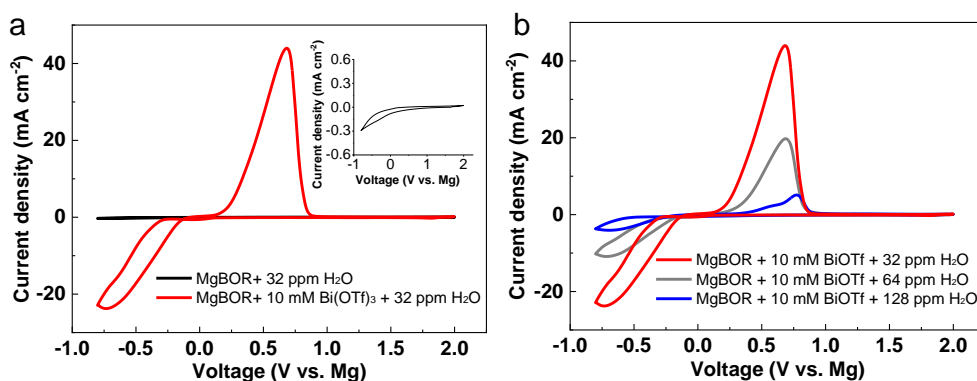 a
Current density (mA cm⁻²)
40
20
0
-20
-1.0 -0.5 0.0 0.5 1.0 1.5 2.0
Voltage (V vs. Mg)
Current density (mA cm⁻²)
0.6
0.3
0.0
-0.3
-0.6
-1 0 1 2
Voltage (V vs. Mg)
MgBOR+ 32 ppm H₂O
MgBOR+ 10 mM Bi(OTf)₃ + 32 ppm H₂O
b
Current density (mA cm⁻²)
40
20
0
-20
-1.0 -0.5 0.0 0.5 1.0 1.5 2.0
Voltage (V vs. Mg)
MgBOR + 10 mM BiOTf + 32 ppm H₂O
MgBOR + 10 mM BiOTf + 64 ppm H₂O
MgBOR + 10 mM BiOTf + 128 ppm H₂O